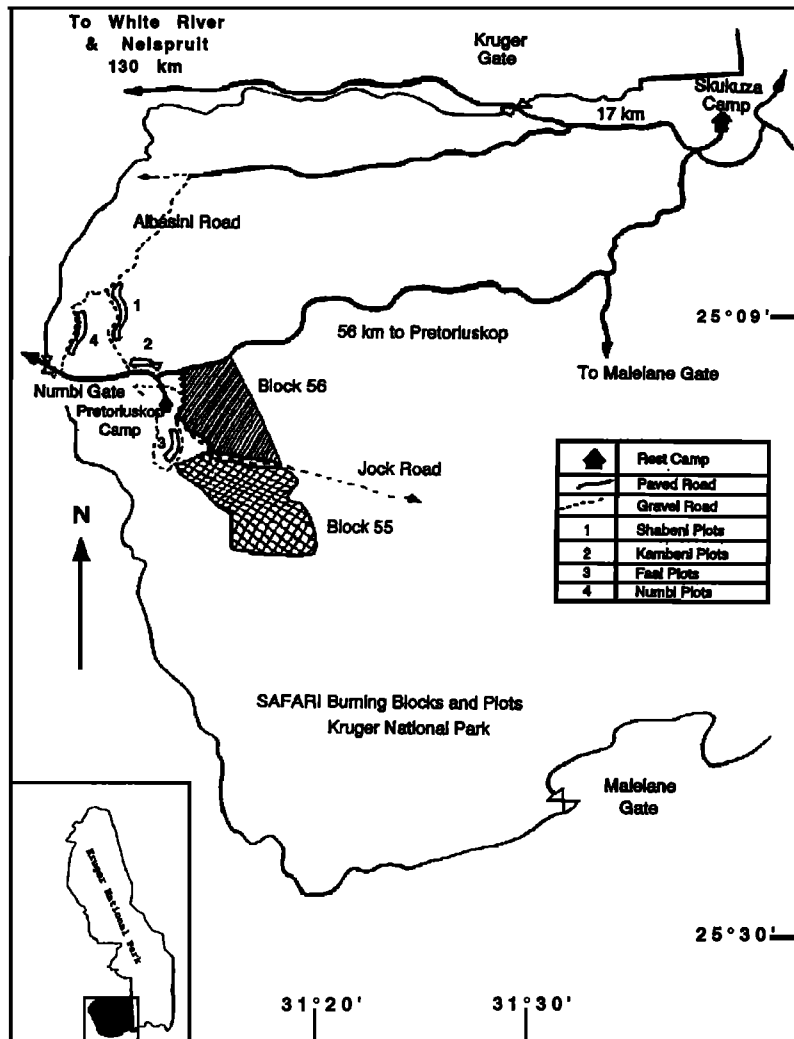 To White River
& Nelspruit
130 km
Kruger
Gate
Skukuza
Camp
17 km
Albasini Road
1
4
2
25°09'
56 km to Pretoriuskop
To Malelane Gate
Numbi Gate
Block 56
Pretoriuskop
Camp
3
Jock Road
Block 55
N
Rest Camp
Paved Road
Gravel Road
1 Shabeni Plots
2 Kambeni Plots
3 Faai Plots
4 Numbi Plots
SAFARI Burning Blocks and Plots
Kruger National Park
Malelane
Gate
Kruger National Park
25°30'
31°20'
31°30'